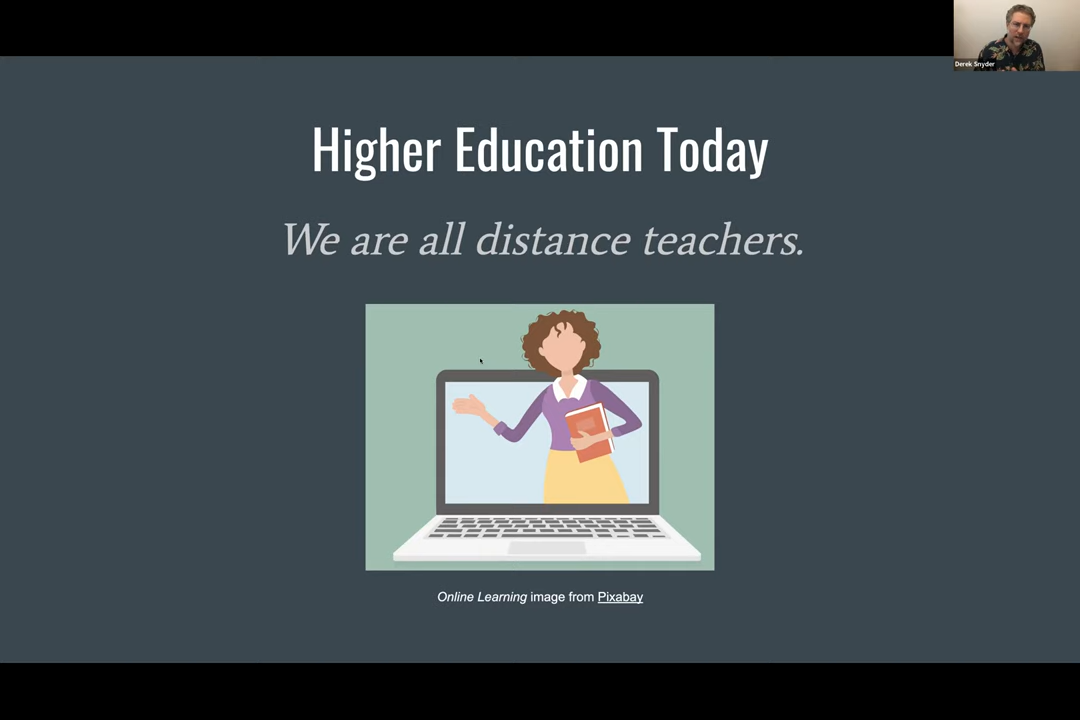 Derek Snyder
Higher Education Today
We are all distance teachers.
Online Learning image from Pixabay